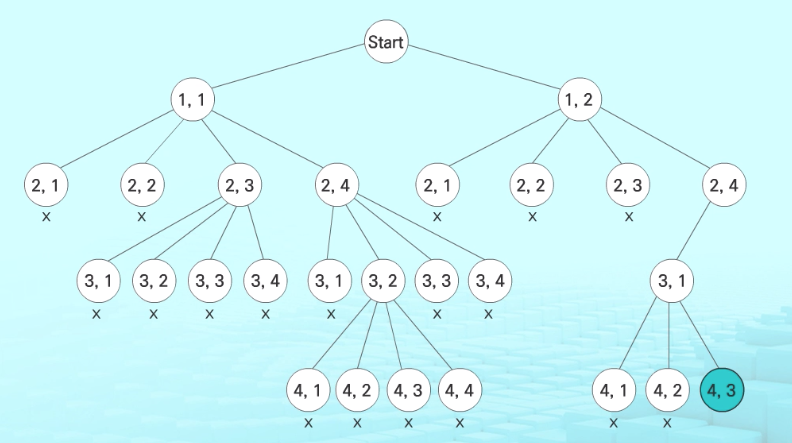 Start
1, 1 1, 2
2, 1 2, 2 2, 3 2, 4 2, 1 2, 2 2, 3 2, 4
x x x x x
3, 1 3, 2 3, 3 3, 4 3, 1 3, 2 3, 3 3, 4 3, 1
x x x x x x x
4, 1 4, 2 4, 3 4, 4 4, 1 4, 2 4, 3
x x x x x x